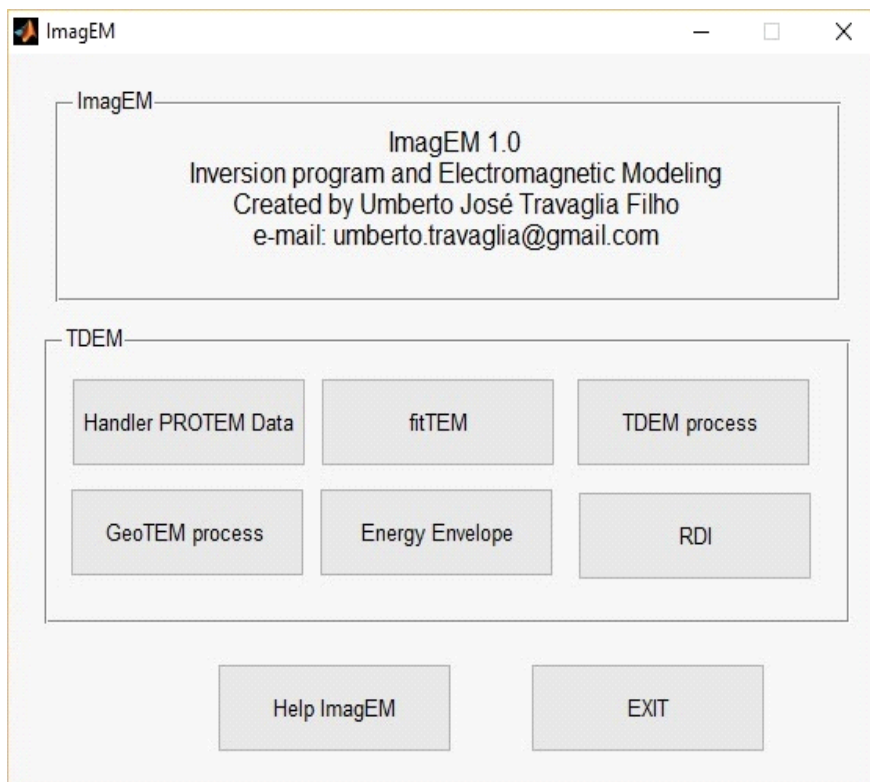 ImagEM
ImagEM
ImagEM 1.0
Inversion program and Electromagnetic Modeling
Created by Umberto José Travaglia Filho
e-mail: umberto.travaglia@gmail.com
TDEM
Handler PROTEM Data
fitTEM
TDEM process
GeoTEM process
Energy Envelope
RDI
Help ImagEM
EXIT